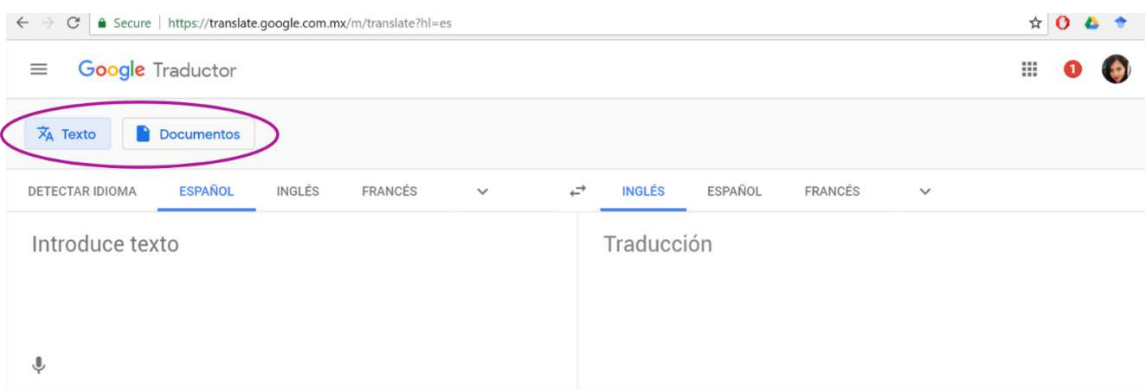 Secure | https://translate.google.com.mx/m/translate?hl=es
Google Traductor
1
Texto Documentos
DETECTAR IDIOMA ESPAÑOL INGLÉS FRANCÉS INGLÉS ESPAÑOL FRANCÉS
Introduce texto Traducción